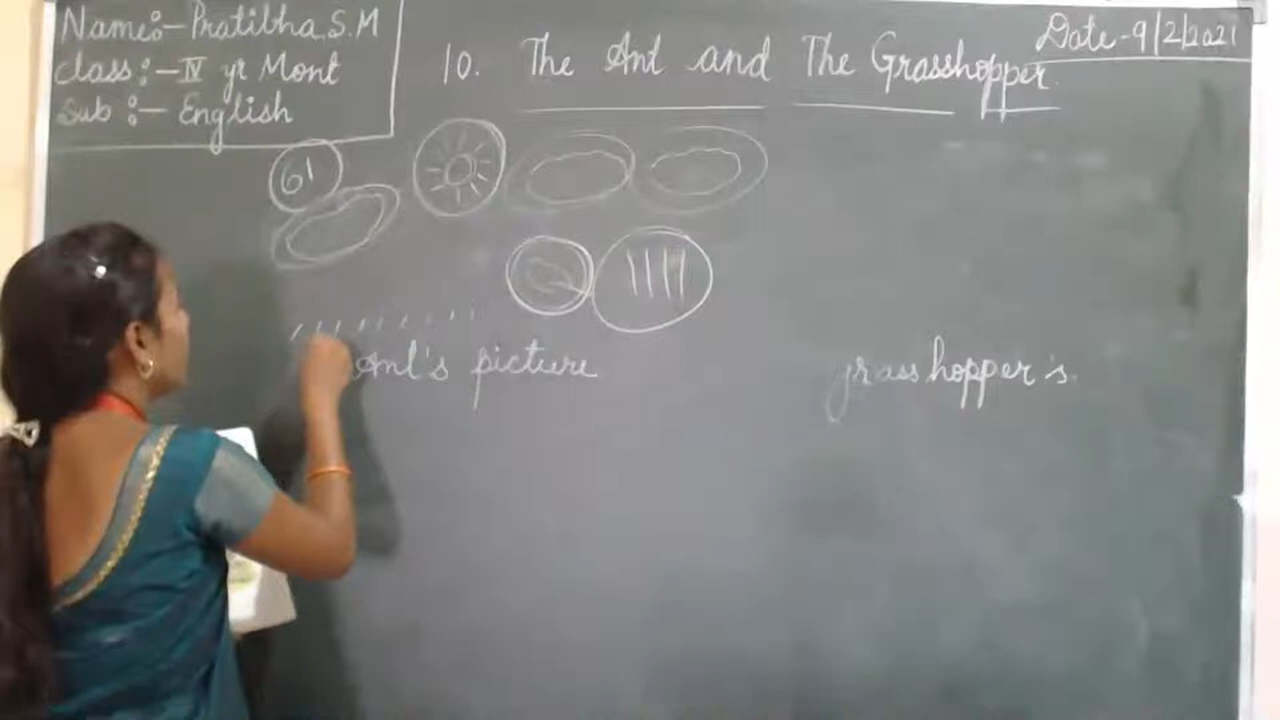 Name:- Pratibha S.M
Class:- IV yr Mont
Sub :- English
10. The Ant and The Grasshopper
Date-9/2/2021
61
Ant's picture
grasshopper's